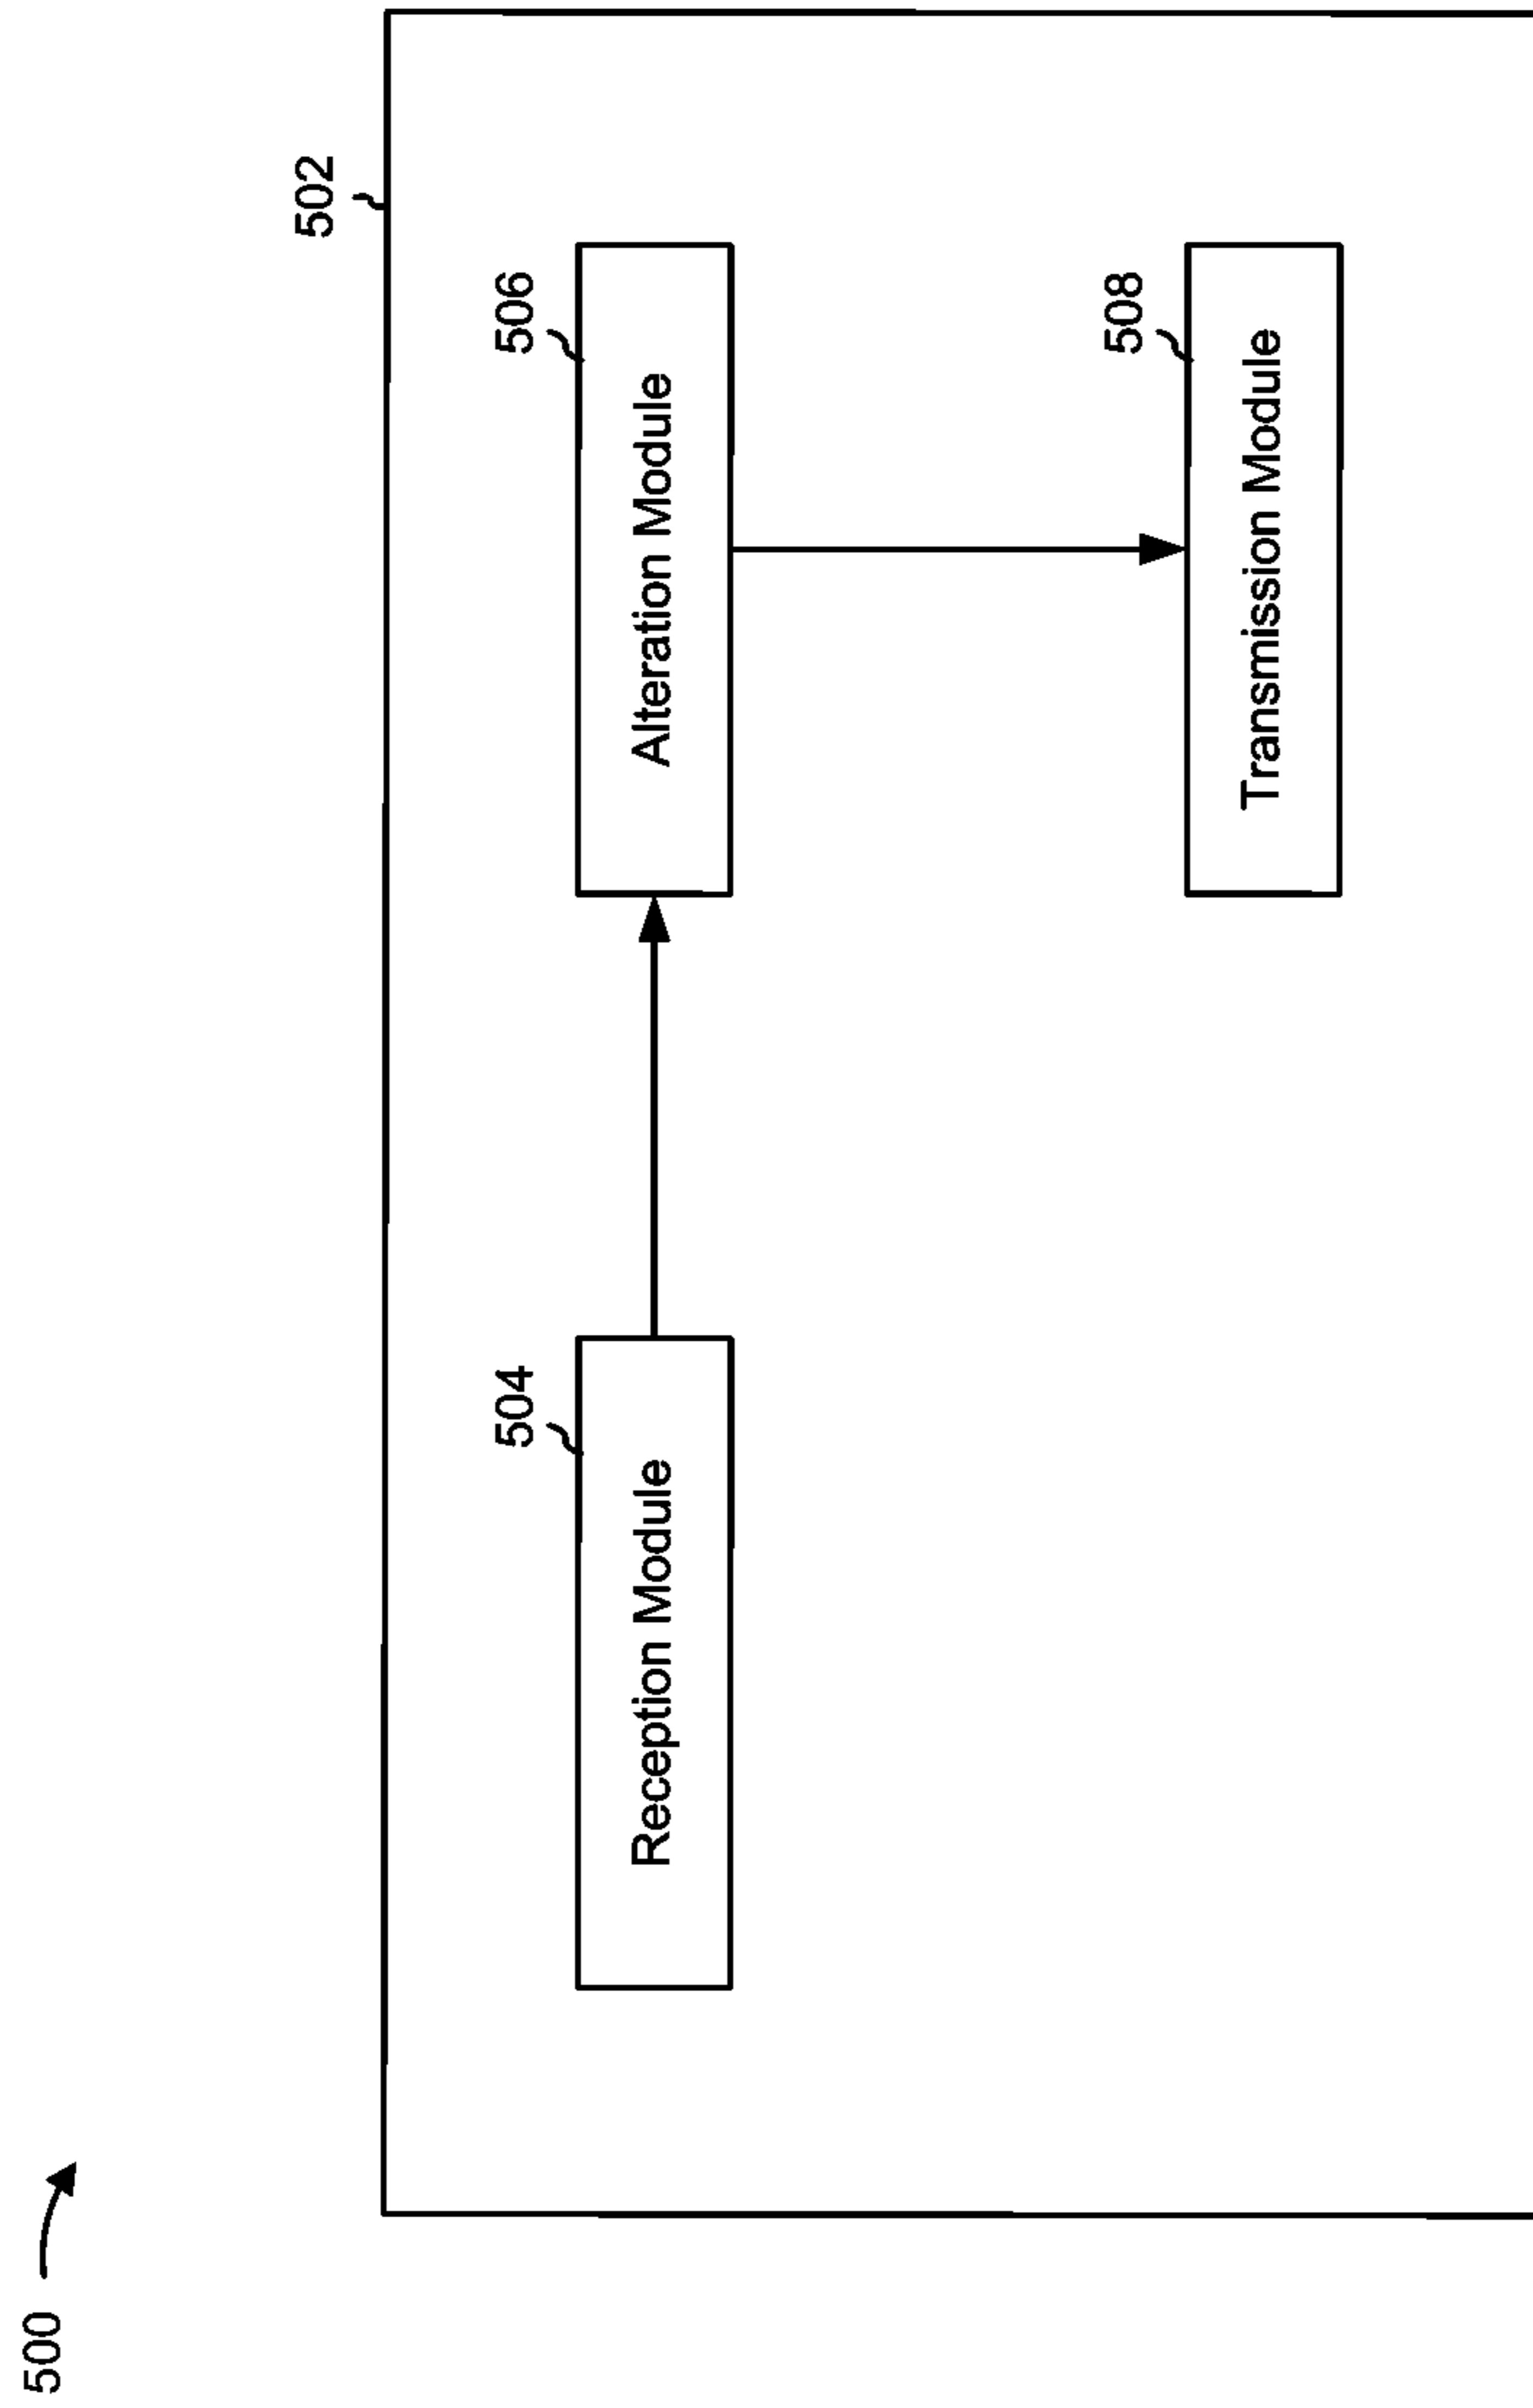 500
502
504
Reception Module
506
Alteration Module
508
Transmission Module